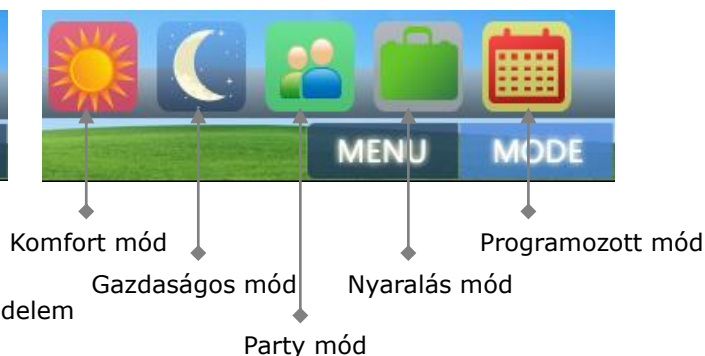 MENU MODE
Komfort mód Programozott mód
Gazdaságos mód Nyaralás mód
delem
Party mód